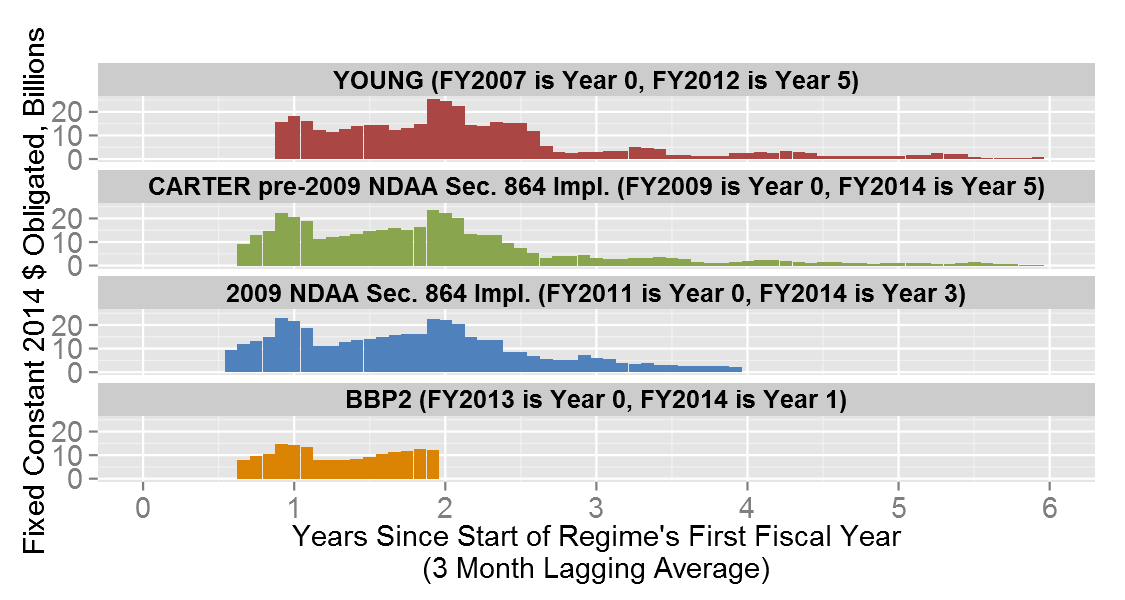 Fixed Constant 2014 $ Obligated, Billions
YOUNG (FY2007 is Year 0, FY2012 is Year 5)
20
10
0
CARTER pre-2009 NDAA Sec. 864 Impl. (FY2009 is Year 0, FY2014 is Year 5)
20
10
0
2009 NDAA Sec. 864 Impl. (FY2011 is Year 0, FY2014 is Year 3)
20
10
0
BBP2 (FY2013 is Year 0, FY2014 is Year 1)
20
10
0
0 1 2 3 4 5 6
Years Since Start of Regime's First Fiscal Year
(3 Month Lagging Average)